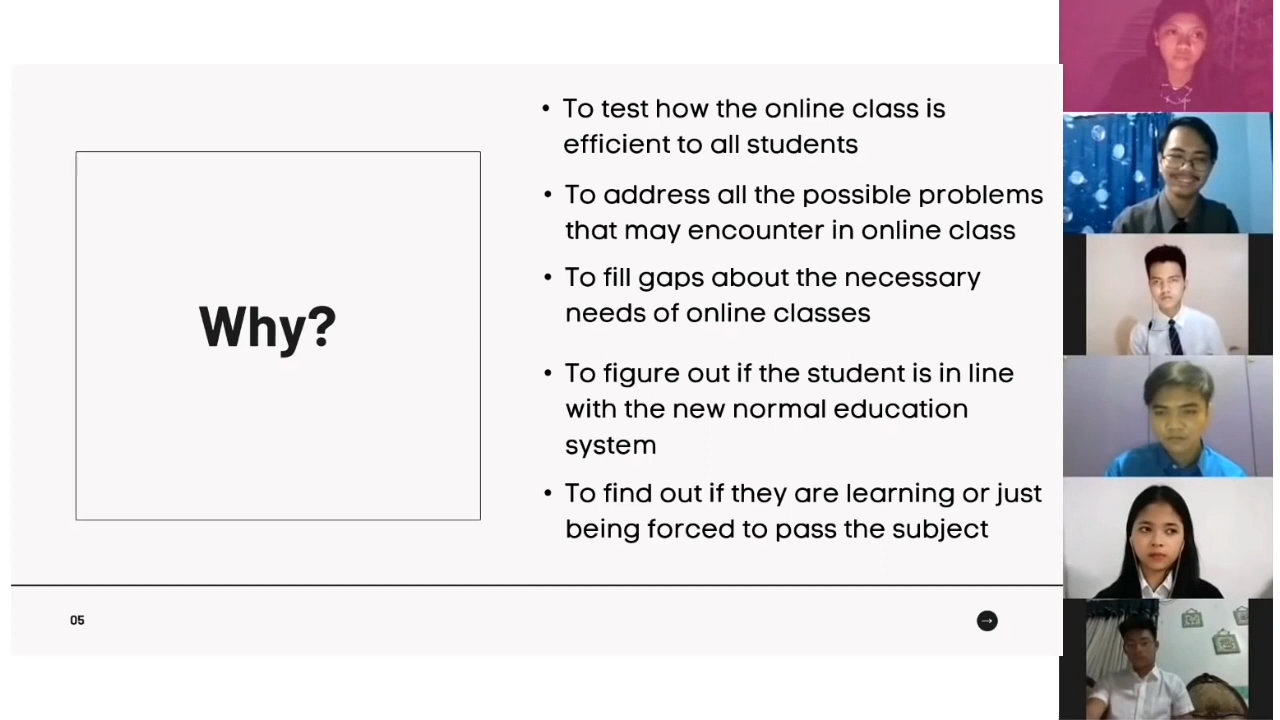 Why?
• To test how the online class is
efficient to all students
• To address all the possible problems
that may encounter in online class
• To fill gaps about the necessary
needs of online classes
• To figure out if the student is in line
with the new normal education
system
• To find out if they are learning or just
being forced to pass the subject
05